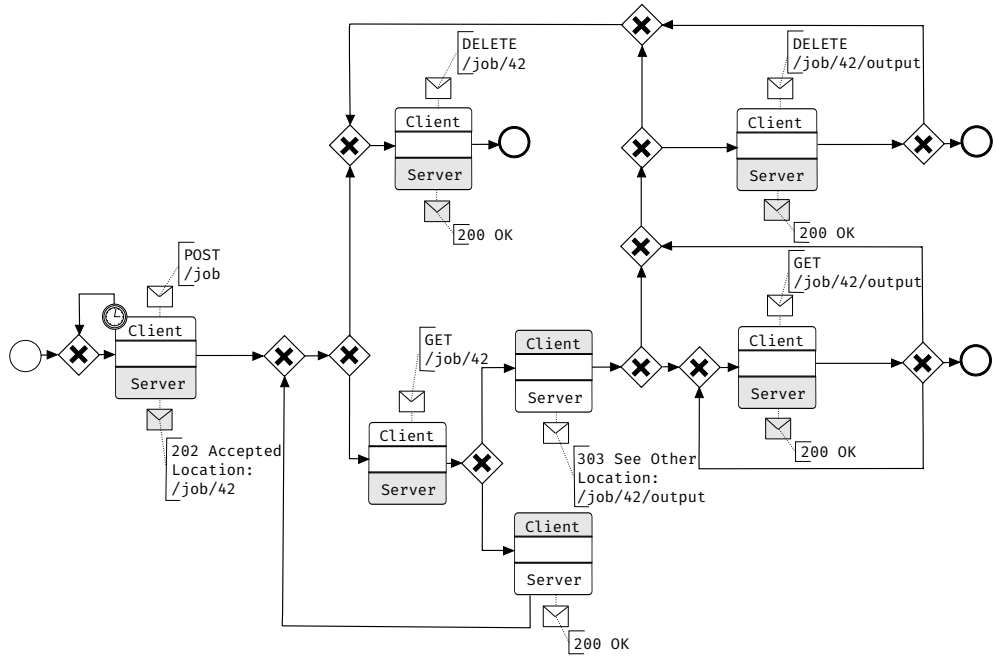 DELETE
/job/42
Client
Server
200 OK
DELETE
/job/42/output
Client
Server
200 OK
POST
/job
Client
Server
202 Accepted
Location:
/job/42
GET
/job/42
Client
Server
Client
Server
303 See Other
Location:
/job/42/output
Client
Server
200 OK
GET
/job/42/output
Client
Server
200 OK